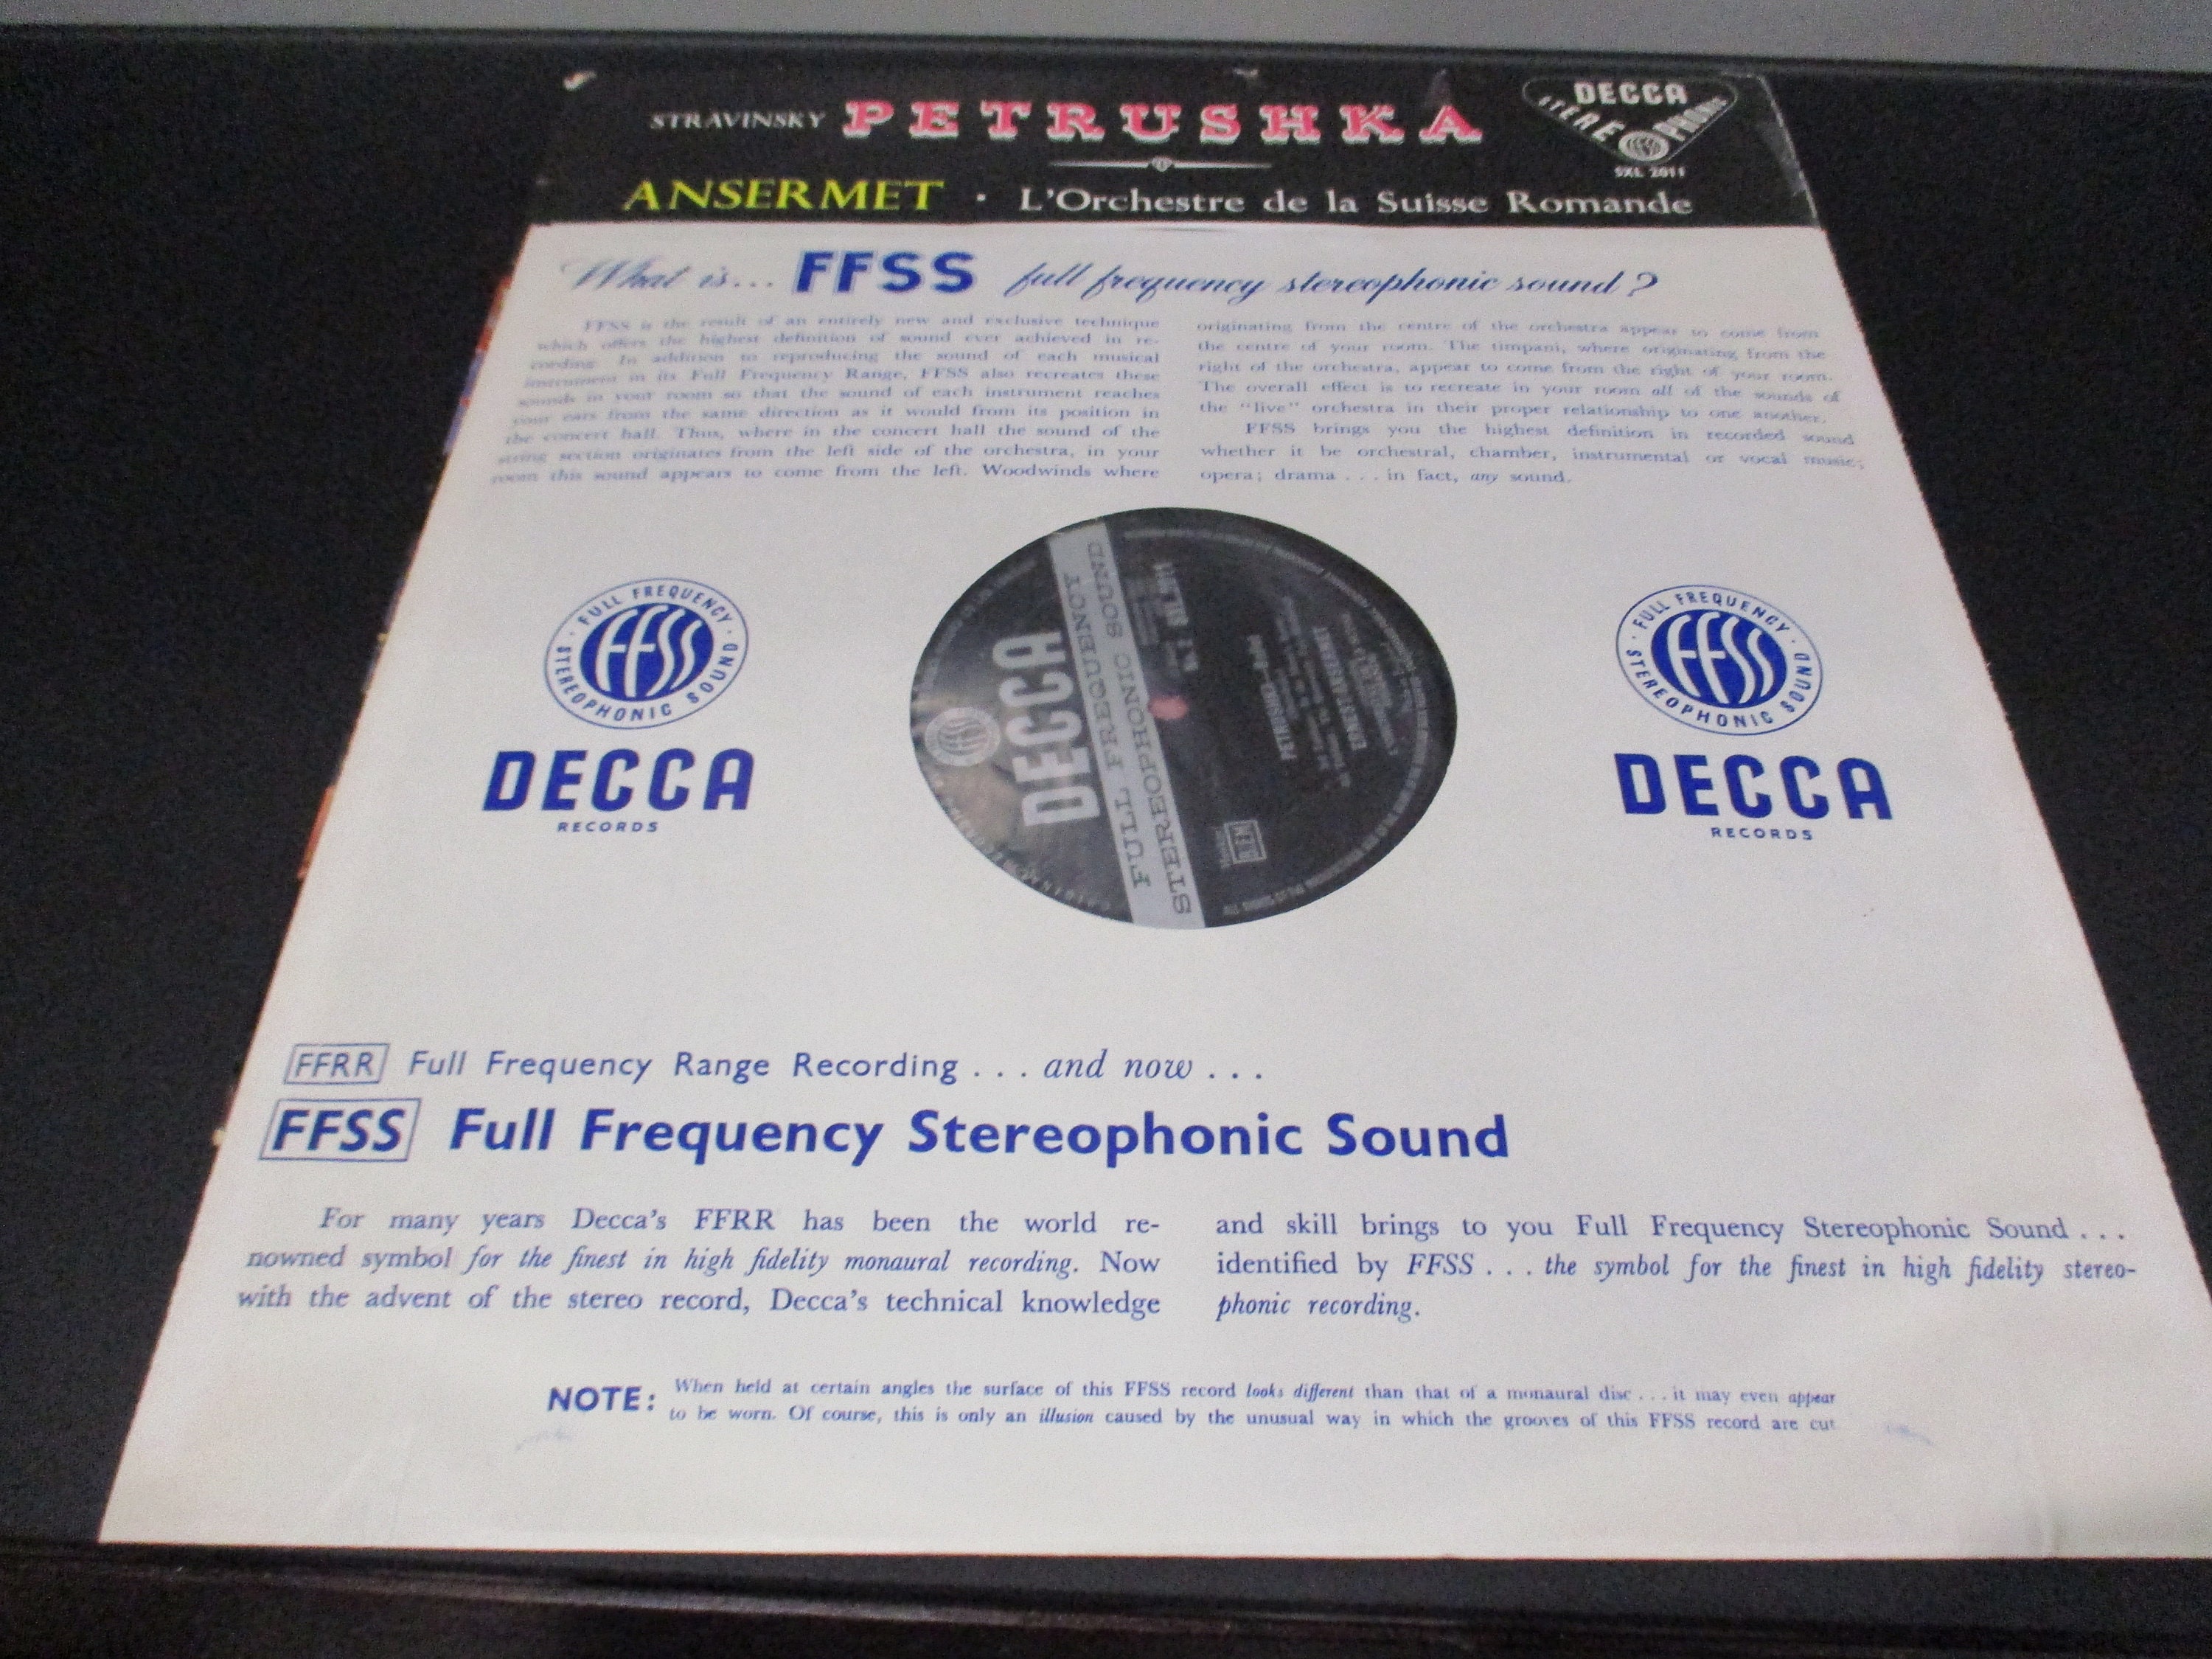 STRAVINSKY PETRUSHKA
DECCA
STEREOPHONIC
SXL 2011
ANSERMET · L'Orchestre de la Suisse Romande
What is... FFSS full frequency stereophonic sound?
FFSS is the result of an entirely new and exclusive technique
which offers the highest definition of sound ever achieved in re-
cording. In addition to reproducing the sound of each musical
instrument in its Full Frequency Range, FFSS also recreates these
sounds in your room so that the sound of each instrument reaches
your ears from the same direction as it would from its position in
the concert hall. Thus, where in the concert hall the sound of the
string section originates from the left side of the orchestra, in your
room this sound appears to come from the left. Woodwinds where
originating from the centre of the orchestra appear to come from
the centre of your room. The timpani, where originating from the
right of the orchestra, appear to come from the right of your room.
The overall effect is to recreate in your room all of the sounds of
the "live" orchestra in their proper relationship to one another.
FFSS brings you the highest definition in recorded sound
whether it be orchestral, chamber, instrumental or vocal music;
opera; drama . . . in fact, any sound.
· FULL FREQUENCY · STEREOPHONIC SOUND
FFSS
DECCA
RECORDS
DECCA
FULL FREQUENCY
STEREOPHONIC SOUND
PETRUSHKA
ERNEST ANSERMET
· FULL FREQUENCY · STEREOPHONIC SOUND
FFSS
DECCA
RECORDS
FFRR Full Frequency Range Recording . . . and now . . .
FFSS Full Frequency Stereophonic Sound
For many years Decca's FFRR has been the world re-
nowned symbol for the finest in high fidelity monaural recording. Now
with the advent of the stereo record, Decca's technical knowledge
and skill brings to you Full Frequency Stereophonic Sound . . .
identified by FFSS . . . the symbol for the finest in high fidelity stereo-
phonic recording.
NOTE: When held at certain angles the surface of this FFSS record looks different than that of a monaural disc . . . it may even appear
to be worn. Of course, this is only an illusion caused by the unusual way in which the grooves of this FFSS record are cut